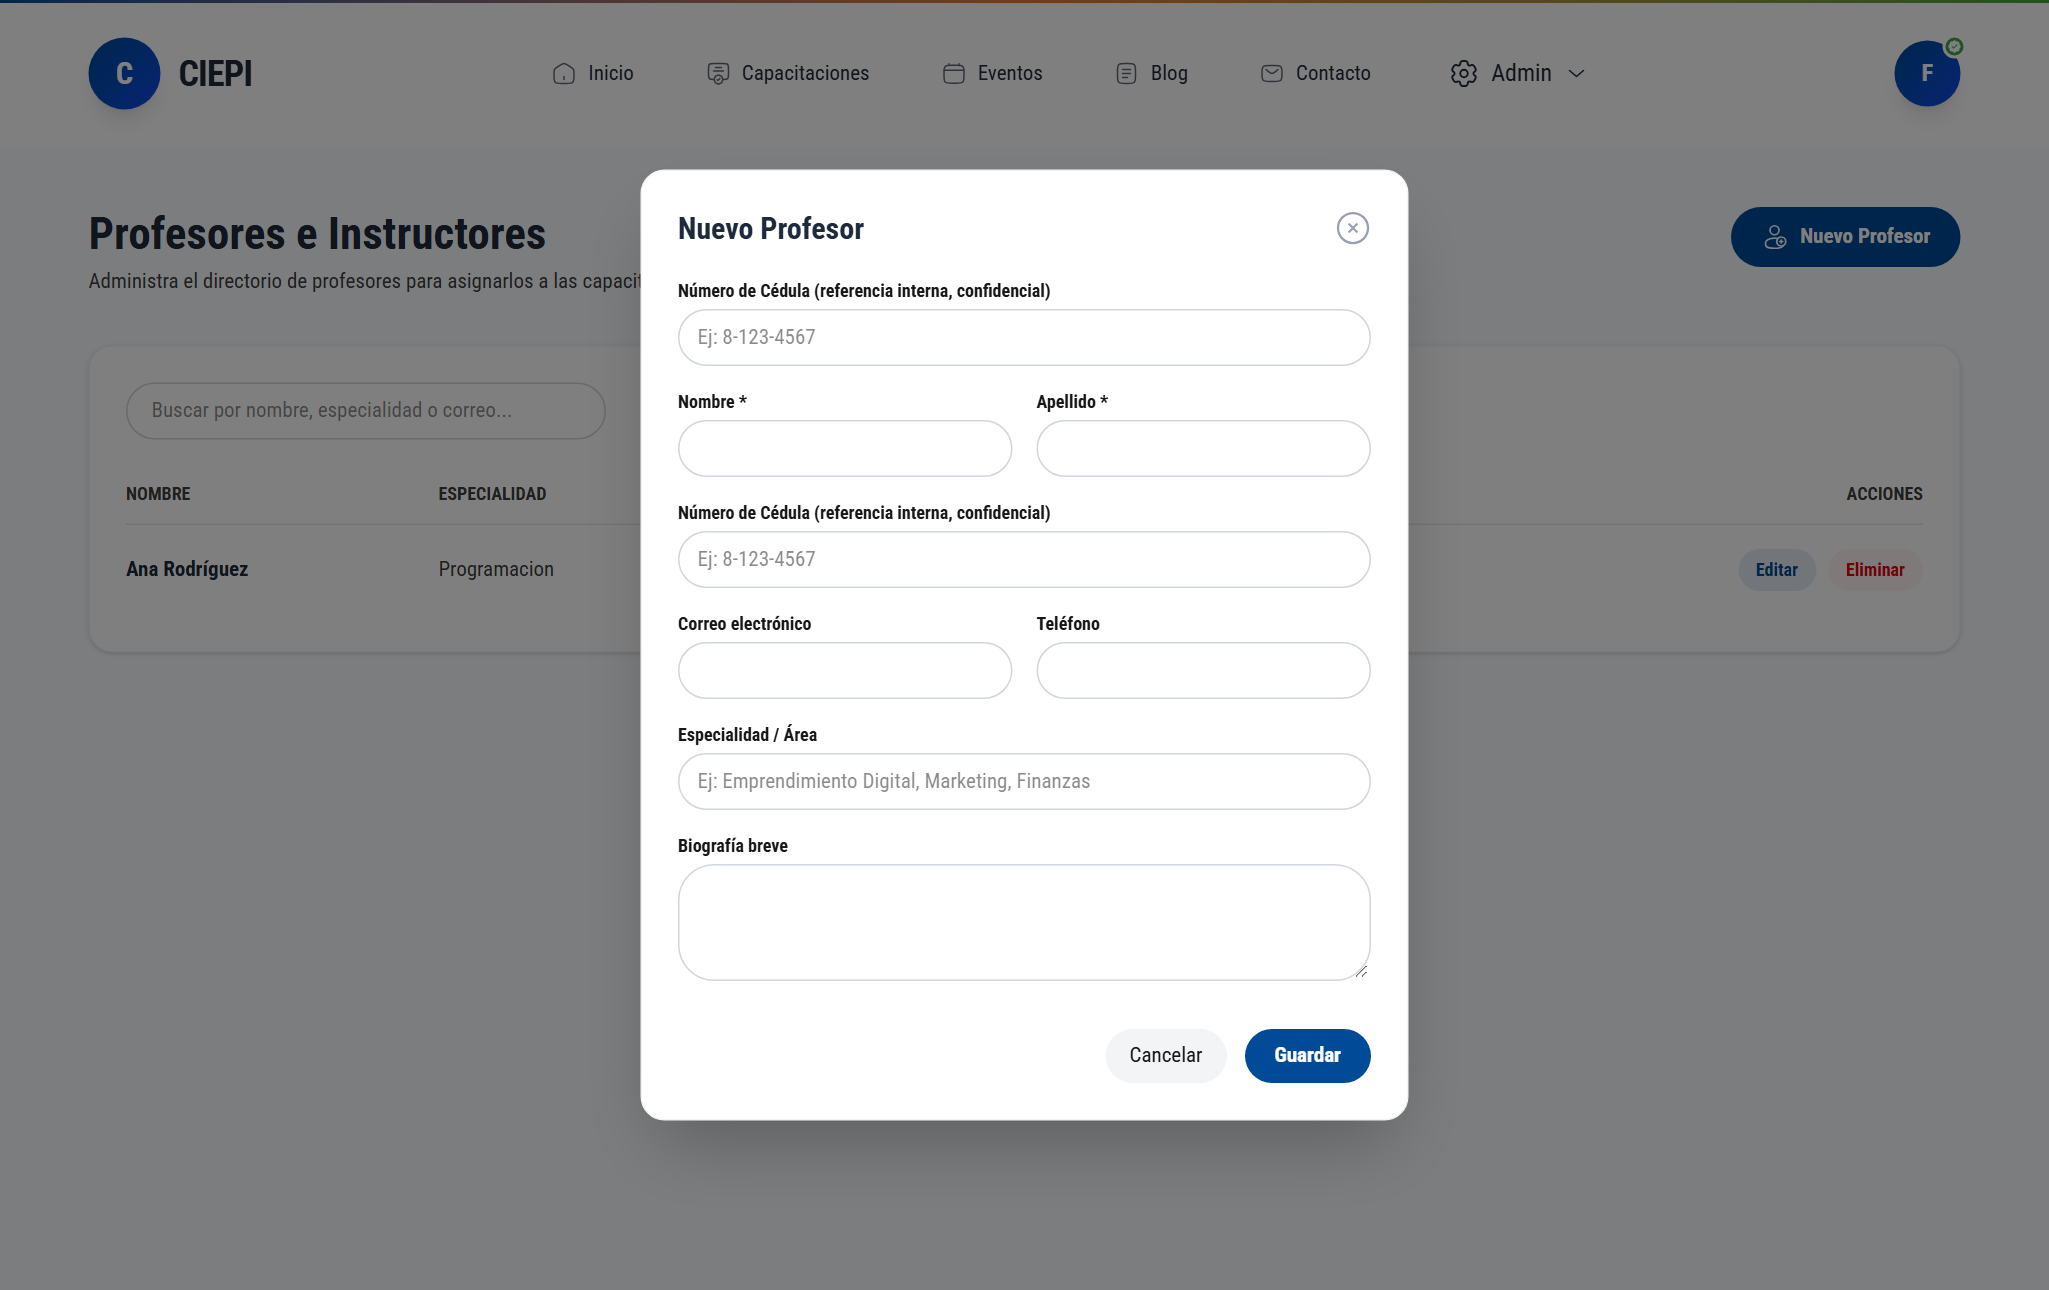 C CIEPI Inicio Capacitaciones Eventos Blog Contacto Admin F
Profesores e Instructores
Nuevo Profesor
Administra el directorio de profesores para asignarlos a las capacit
Buscar por nombre, especialidad o correo...
NOMBRE ESPECIALIDAD ACCIONES
Ana Rodríguez Programacion Editar Eliminar
Nuevo Profesor
Número de Cédula (referencia interna, confidencial)
Ej: 8-123-4567
Nombre * Apellido *
Número de Cédula (referencia interna, confidencial)
Ej: 8-123-4567
Correo electrónico Teléfono
Especialidad / Área
Ej: Emprendimiento Digital, Marketing, Finanzas
Biografía breve
Cancelar Guardar